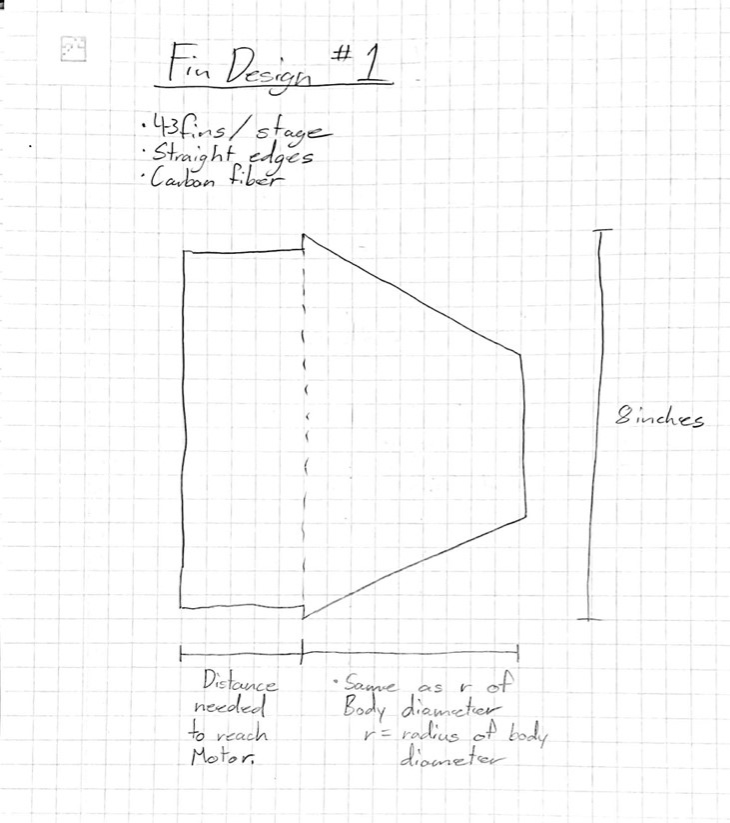 Fin Design #1
· 43fins/stage
· Straight edges
· Carbon fiber
8 inches
Distance
needed
to reach
Motor.
· Same as r of
Body diameter
r = radius of body
diameter